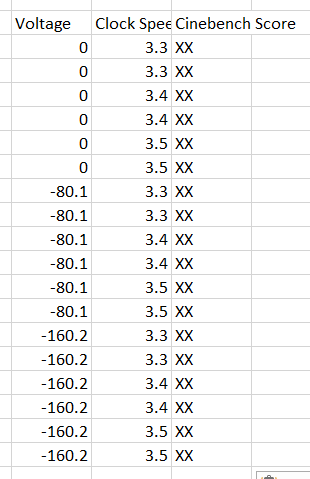 Voltage Clock Spee Cinebench Score
0 3.3 XX
0 3.3 XX
0 3.4 XX
0 3.4 XX
0 3.5 XX
0 3.5 XX
-80.1 3.3 XX
-80.1 3.3 XX
-80.1 3.4 XX
-80.1 3.4 XX
-80.1 3.5 XX
-80.1 3.5 XX
-160.2 3.3 XX
-160.2 3.3 XX
-160.2 3.4 XX
-160.2 3.4 XX
-160.2 3.5 XX
-160.2 3.5 XX